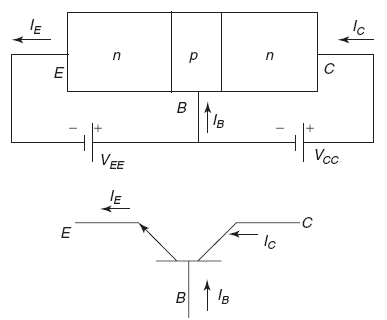 I_E I_C
n p n
E C
B I_B
− + − +
V_EE V_CC
I_E
E C
I_C
B I_B